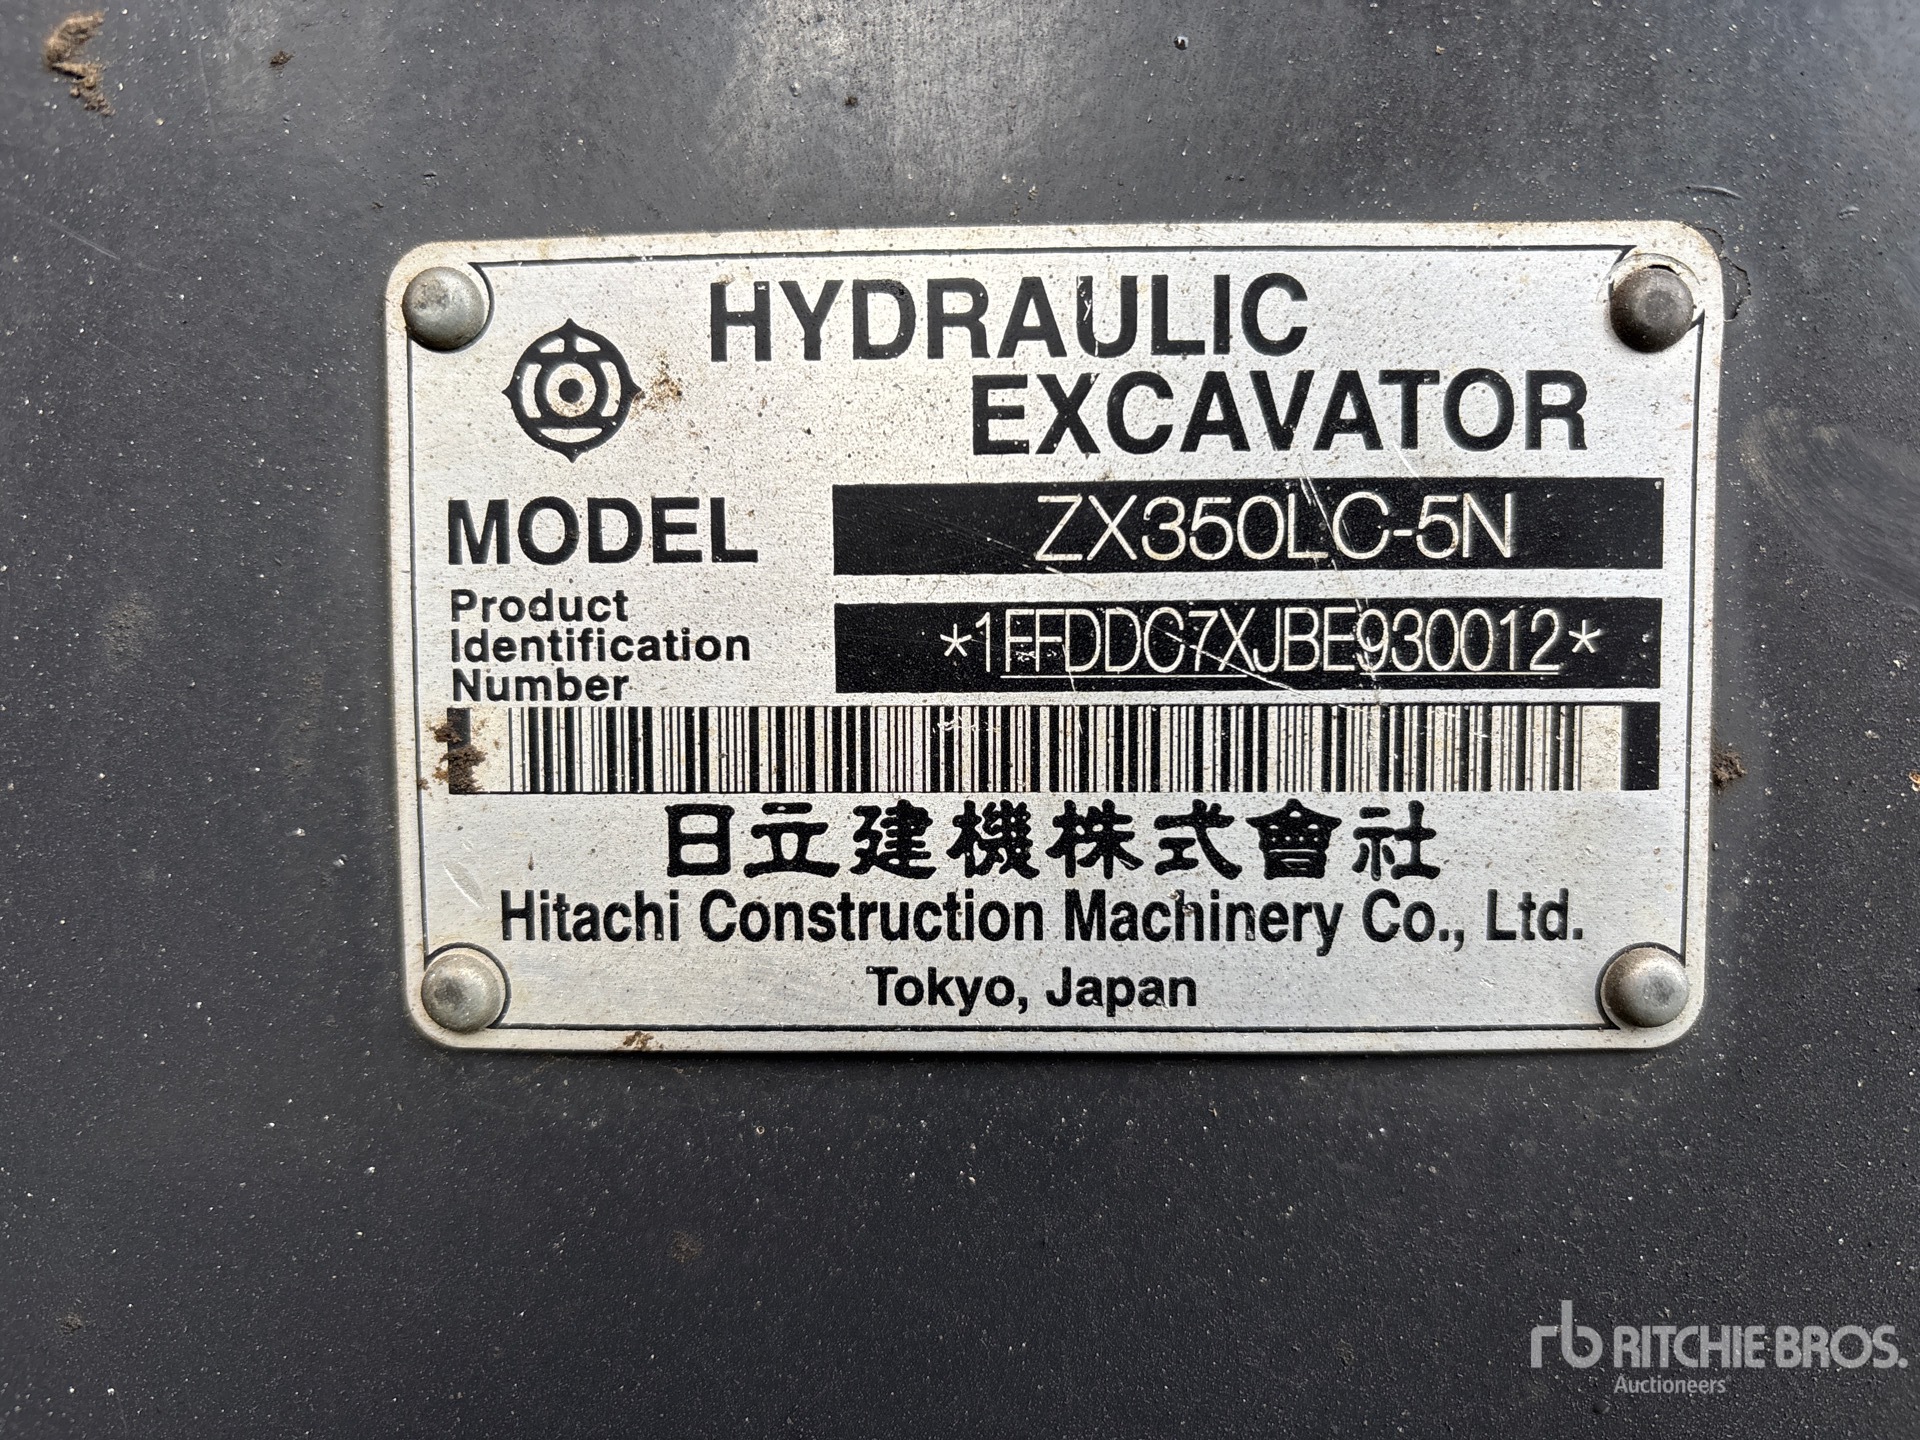 HYDRAULIC
EXCAVATOR
MODEL ZX350LC-5N
Product
Identification
Number
*1FFDDC7XJBE930012*
日立建機株式會社
Hitachi Construction Machinery Co., Ltd.
Tokyo, Japan
rb RITCHIE BROS.
Auctioneers